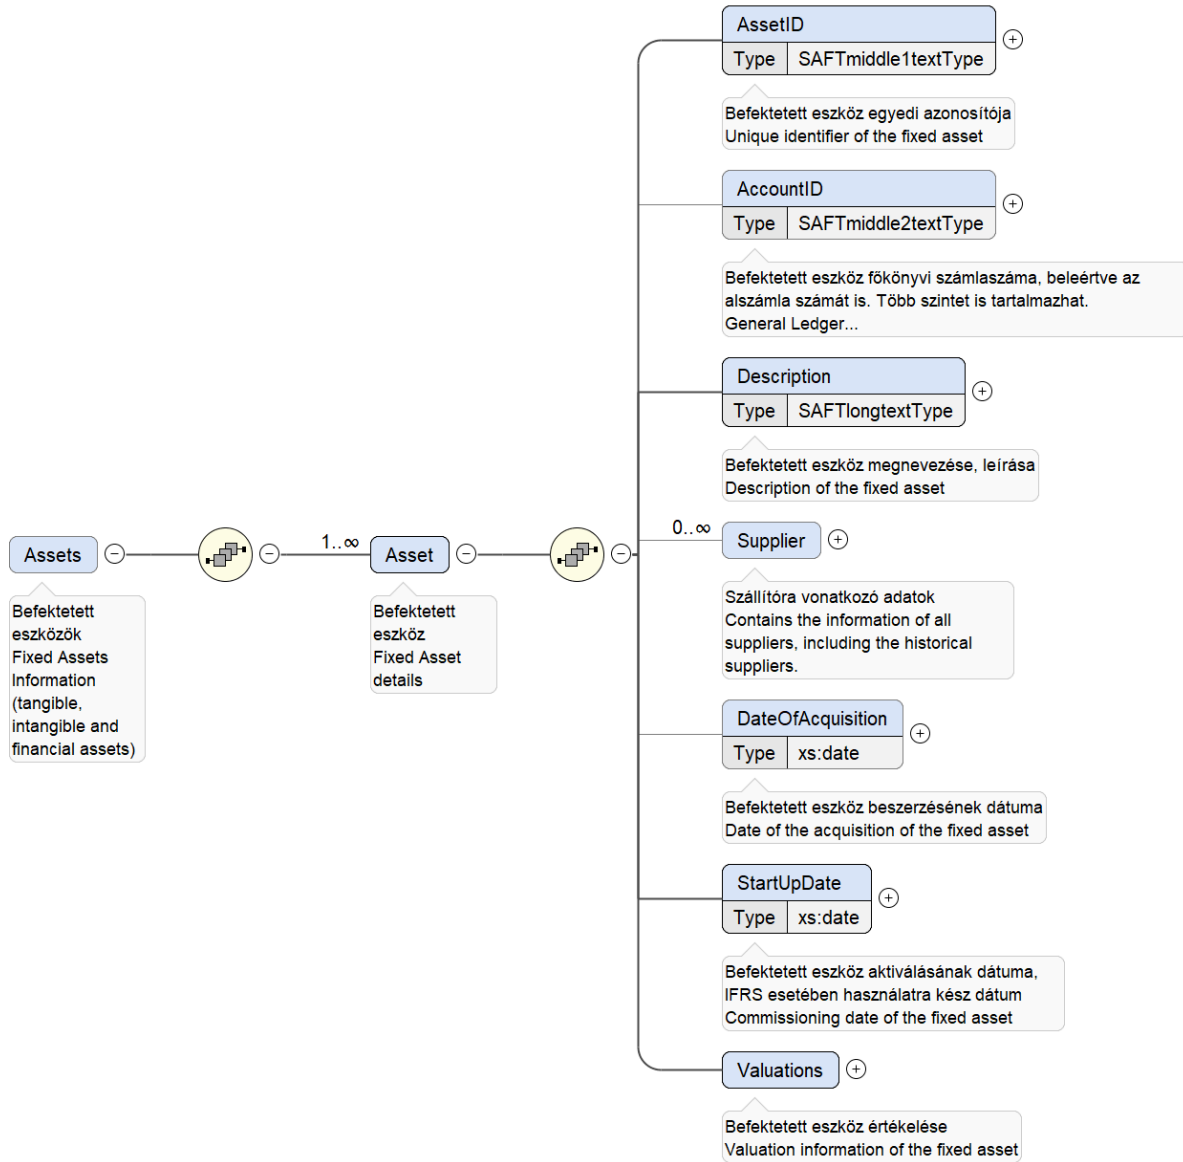 AssetID
Type SAFTmiddle1textType
Befektetett eszköz egyedi azonosítója
Unique identifier of the fixed asset
AccountID
Type SAFTmiddle2textType
Befektetett eszköz főkönyvi számlaszáma, beleértve az
alszámla számát is. Több szintet is tartalmazhat.
General Ledger...
Description
Type SAFTlongtextType
Befektetett eszköz megnevezése, leírása
Description of the fixed asset
Assets
Befektetett
eszközök
Fixed Assets
Information
(tangible,
intangible and
financial assets)
1..∞
Asset
Befektetett
eszköz
Fixed Asset
details
0..∞
Supplier
Szállítóra vonatkozó adatok
Contains the information of all
suppliers, including the historical
suppliers.
DateOfAcquisition
Type xs:date
Befektetett eszköz beszerzésének dátuma
Date of the acquisition of the fixed asset
StartUpDate
Type xs:date
Befektetett eszköz aktiválásának dátuma,
IFRS esetében használatra kész dátum
Commissioning date of the fixed asset
Valuations
Befektetett eszköz értékelése
Valuation information of the fixed asset